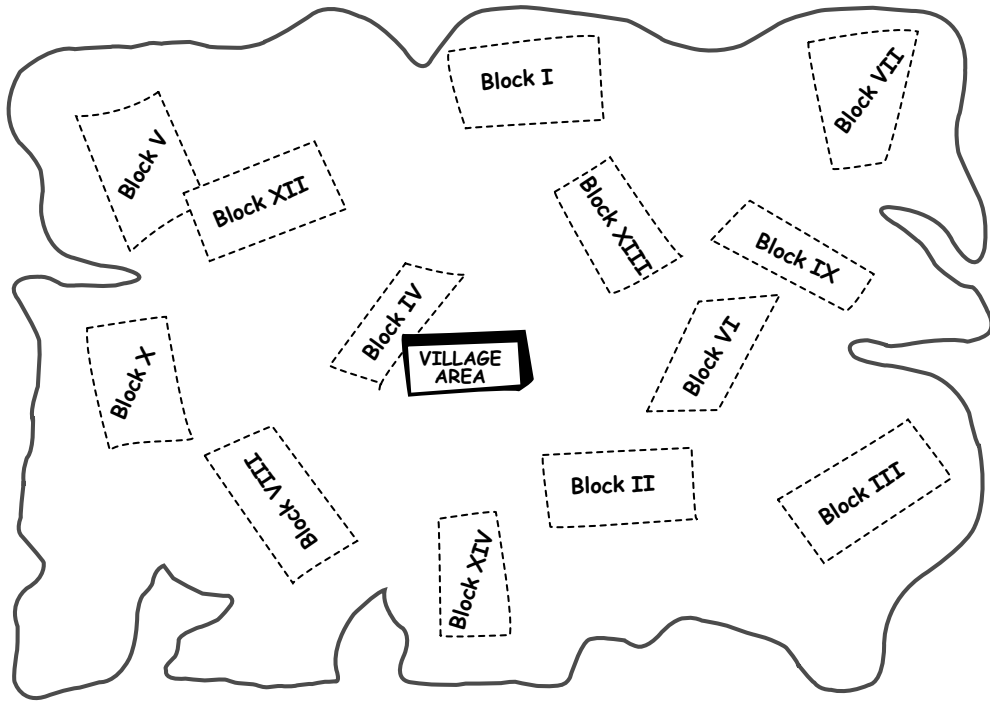 Block I
Block VII
Block V
Block XII
Block XIII
Block IX
Block IV
VILLAGE
AREA
Block VI
Block X
Block VIII
Block II
Block III
Block XIV